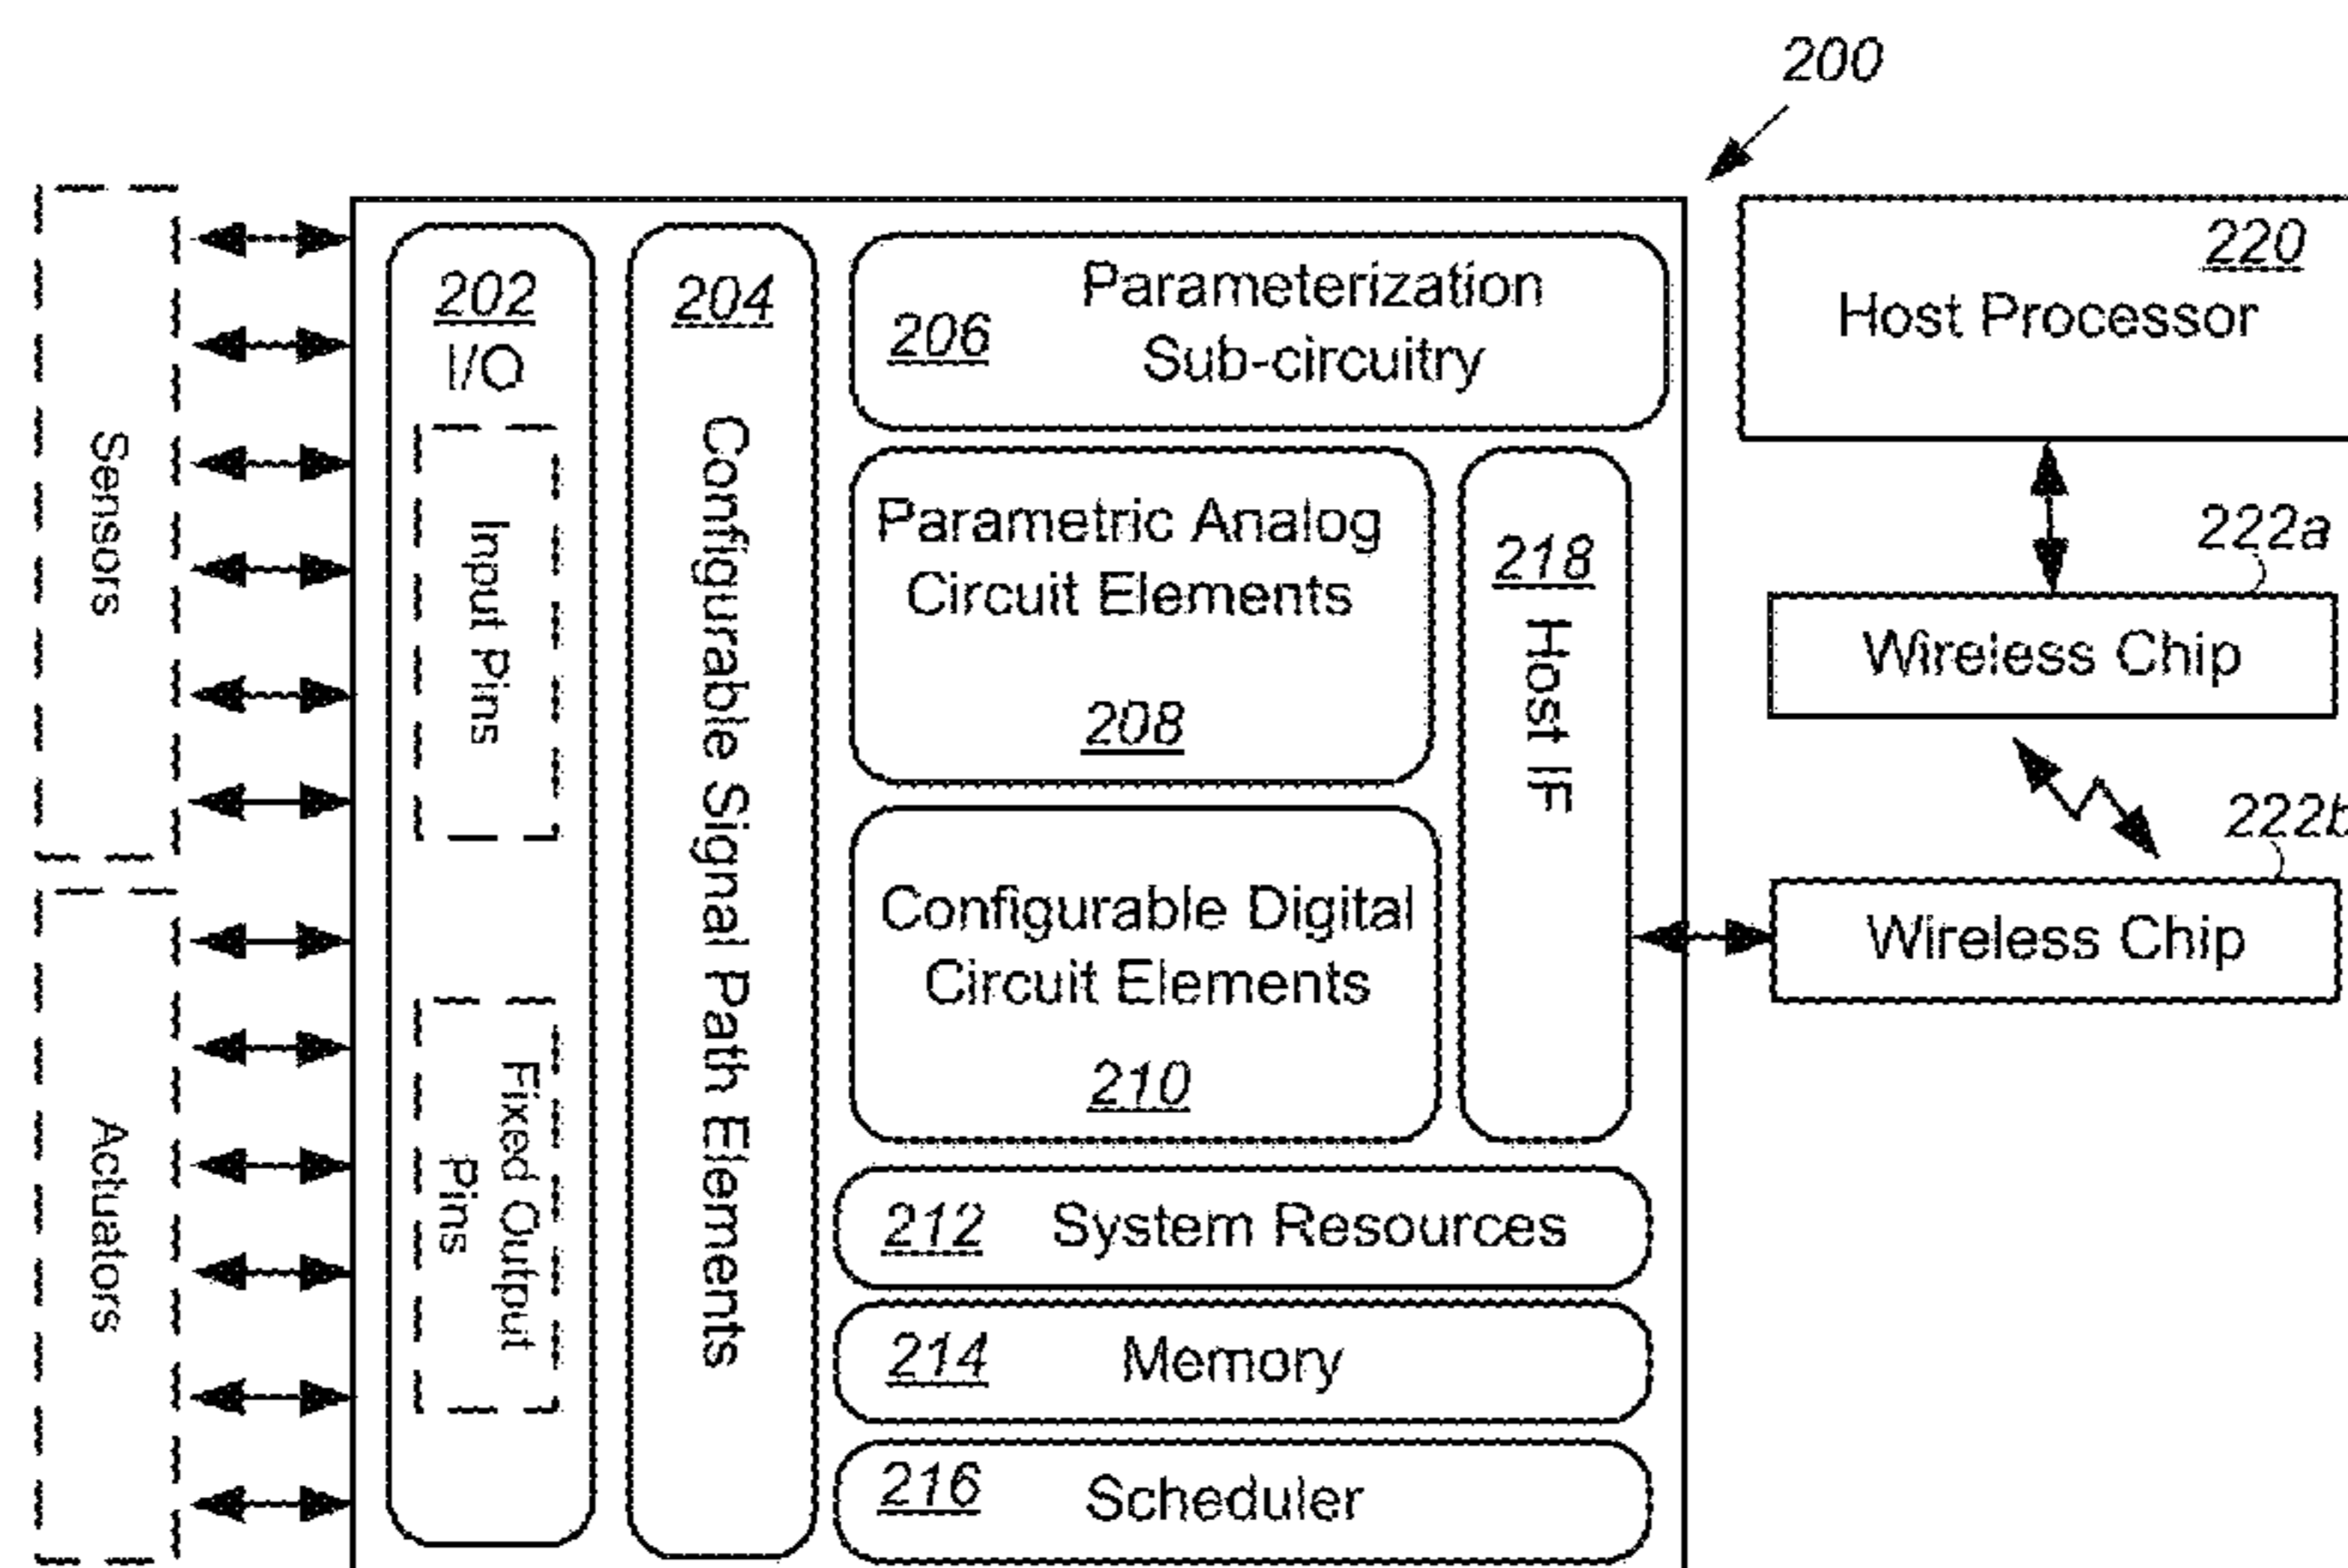 200
Sensors
Actuators
202
I/O
Input Pins
Fixed Output
Pins
204
Configurable Signal Path Elements
206
Parameterization
Sub-circuitry
Parametric Analog
Circuit Elements
208
Configurable Digital
Circuit Elements
210
218
Host IF
212 System Resources
214 Memory
216 Scheduler
220
Host Processor
222a
Wireless Chip
222b
Wireless Chip